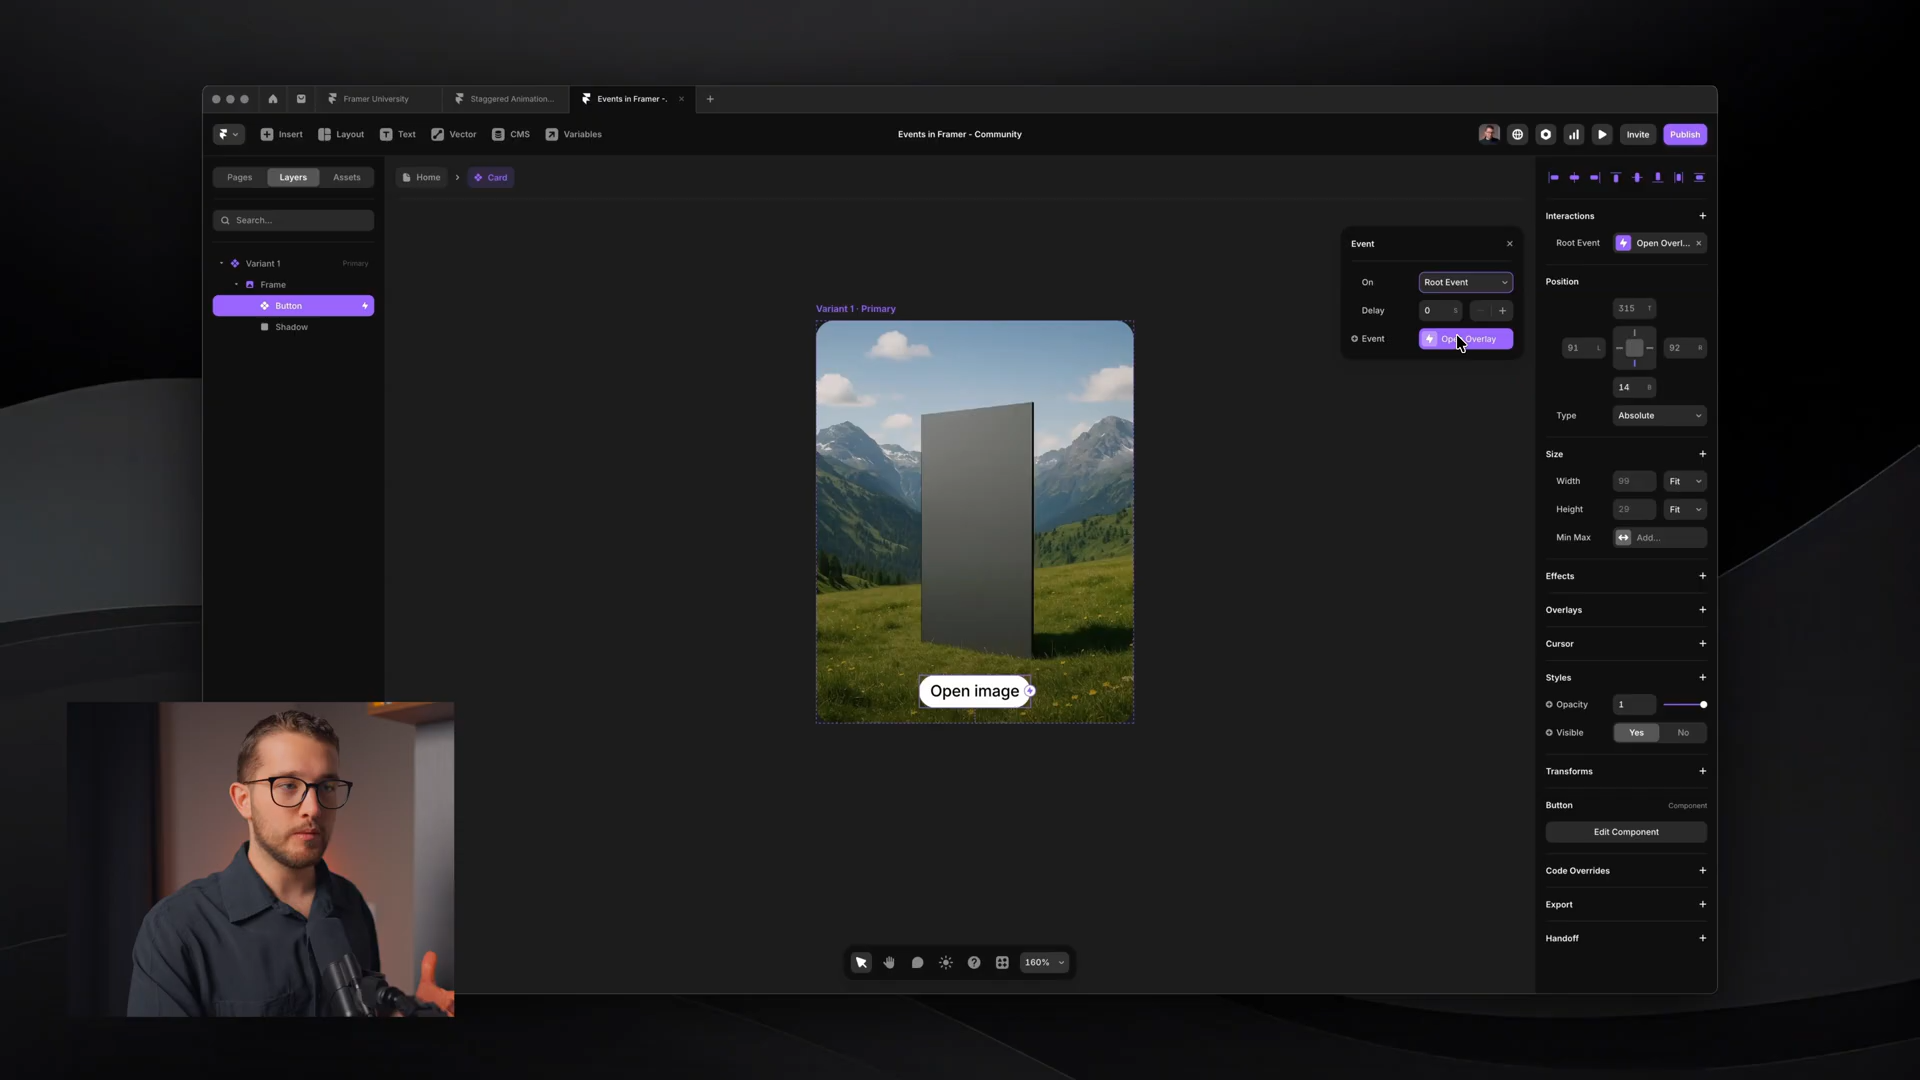 Framer University
Staggered Animation...
Events in Framer -.
Insert
Layout
Text
Vector
CMS
Variables
Events in Framer - Community
Invite
Publish
Pages
Layers
Assets
Home
Card
Search...
Variant 1
Primary
Frame
Button
Shadow
Variant 1 · Primary
Open image
Event
On
Root Event
Delay
0
S
Event
Open Overlay
160%
Interactions
Root Event
Open Overl...
Position
315
T
91
L
92
R
14
B
Type
Absolute
Size
Width
99
Fit
Height
29
Fit
Min Max
Add...
Effects
Overlays
Cursor
Styles
Opacity
1
Visible
Yes
No
Transforms
Button
Component
Edit Component
Code Overrides
Export
Handoff